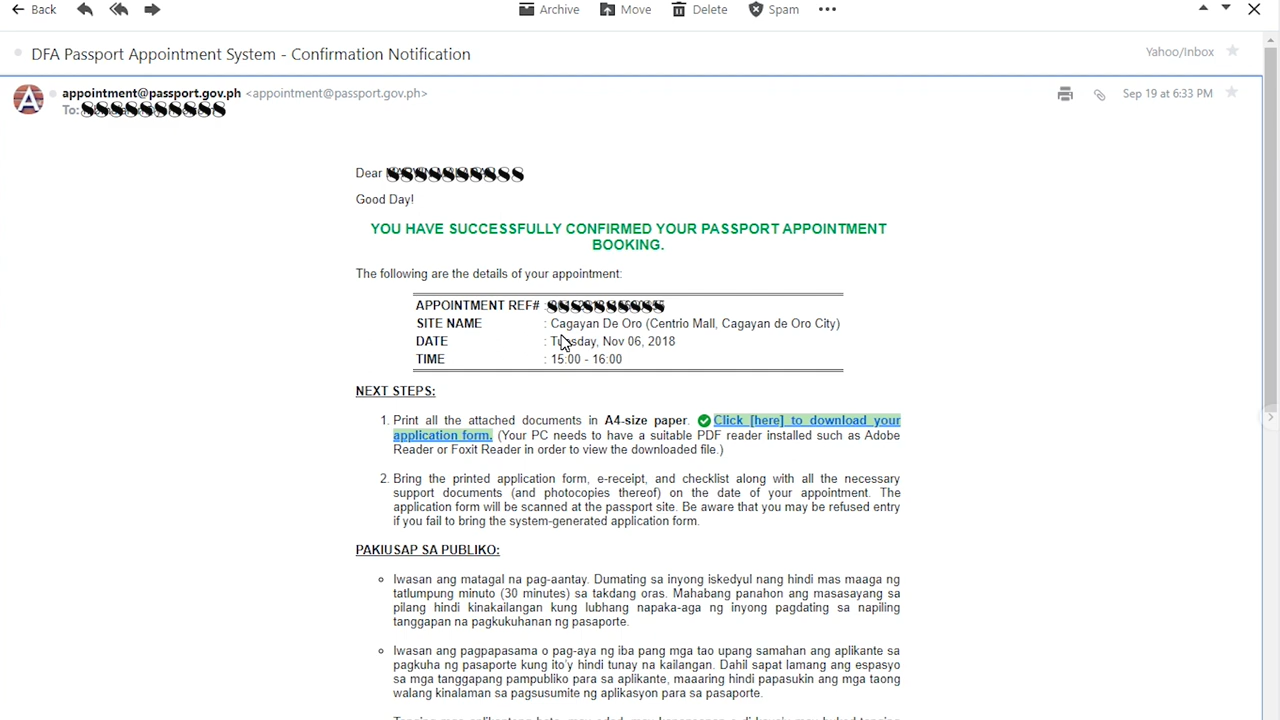 Back
Archive
Move
Delete
Spam
DFA Passport Appointment System - Confirmation Notification
Yahoo/Inbox
appointment@passport.gov.ph <appointment@passport.gov.ph>
Sep 19 at 6:33 PM
To:
Dear
Good Day!
YOU HAVE SUCCESSFULLY CONFIRMED YOUR PASSPORT APPOINTMENT
BOOKING.
The following are the details of your appointment:
APPOINTMENT REF# :
SITE NAME : Cagayan De Oro (Centrio Mall, Cagayan de Oro City)
DATE : Tuesday, Nov 06, 2018
TIME : 15:00 - 16:00
NEXT STEPS:
1. Print all the attached documents in A4-size paper. Click [here] to download your
application form. (Your PC needs to have a suitable PDF reader installed such as Adobe
Reader or Foxit Reader in order to view the downloaded file.)
2. Bring the printed application form, e-receipt, and checklist along with all the necessary
support documents (and photocopies thereof) on the date of your appointment. The
application form will be scanned at the passport site. Be aware that you may be refused entry
if you fail to bring the system-generated application form.
PAKIUSAP SA PUBLIKO:
Iwasan ang matagal na pag-aantay. Dumating sa inyong iskedyul nang hindi mas maaga ng
tatlumpung minuto (30 minutes) sa takdang oras. Mahabang panahon ang masasayang sa
pilang hindi kinakailangan kung lubhang napaka-aga ng inyong pagdating sa napiling
tanggapan na pagkukuhanan ng pasaporte.
Iwasan ang pagpapasama o pag-aya ng iba pang mga tao upang samahan ang aplikante sa
pagkuha ng pasaporte kung ito'y hindi tunay na kailangan. Dahil sapat lamang ang espasyo
sa mga tanggapang pampubliko para sa aplikante, maaaring hindi papasukin ang mga taong
walang kinalaman sa pagsusumite ng aplikasyon para sa pasaporte.